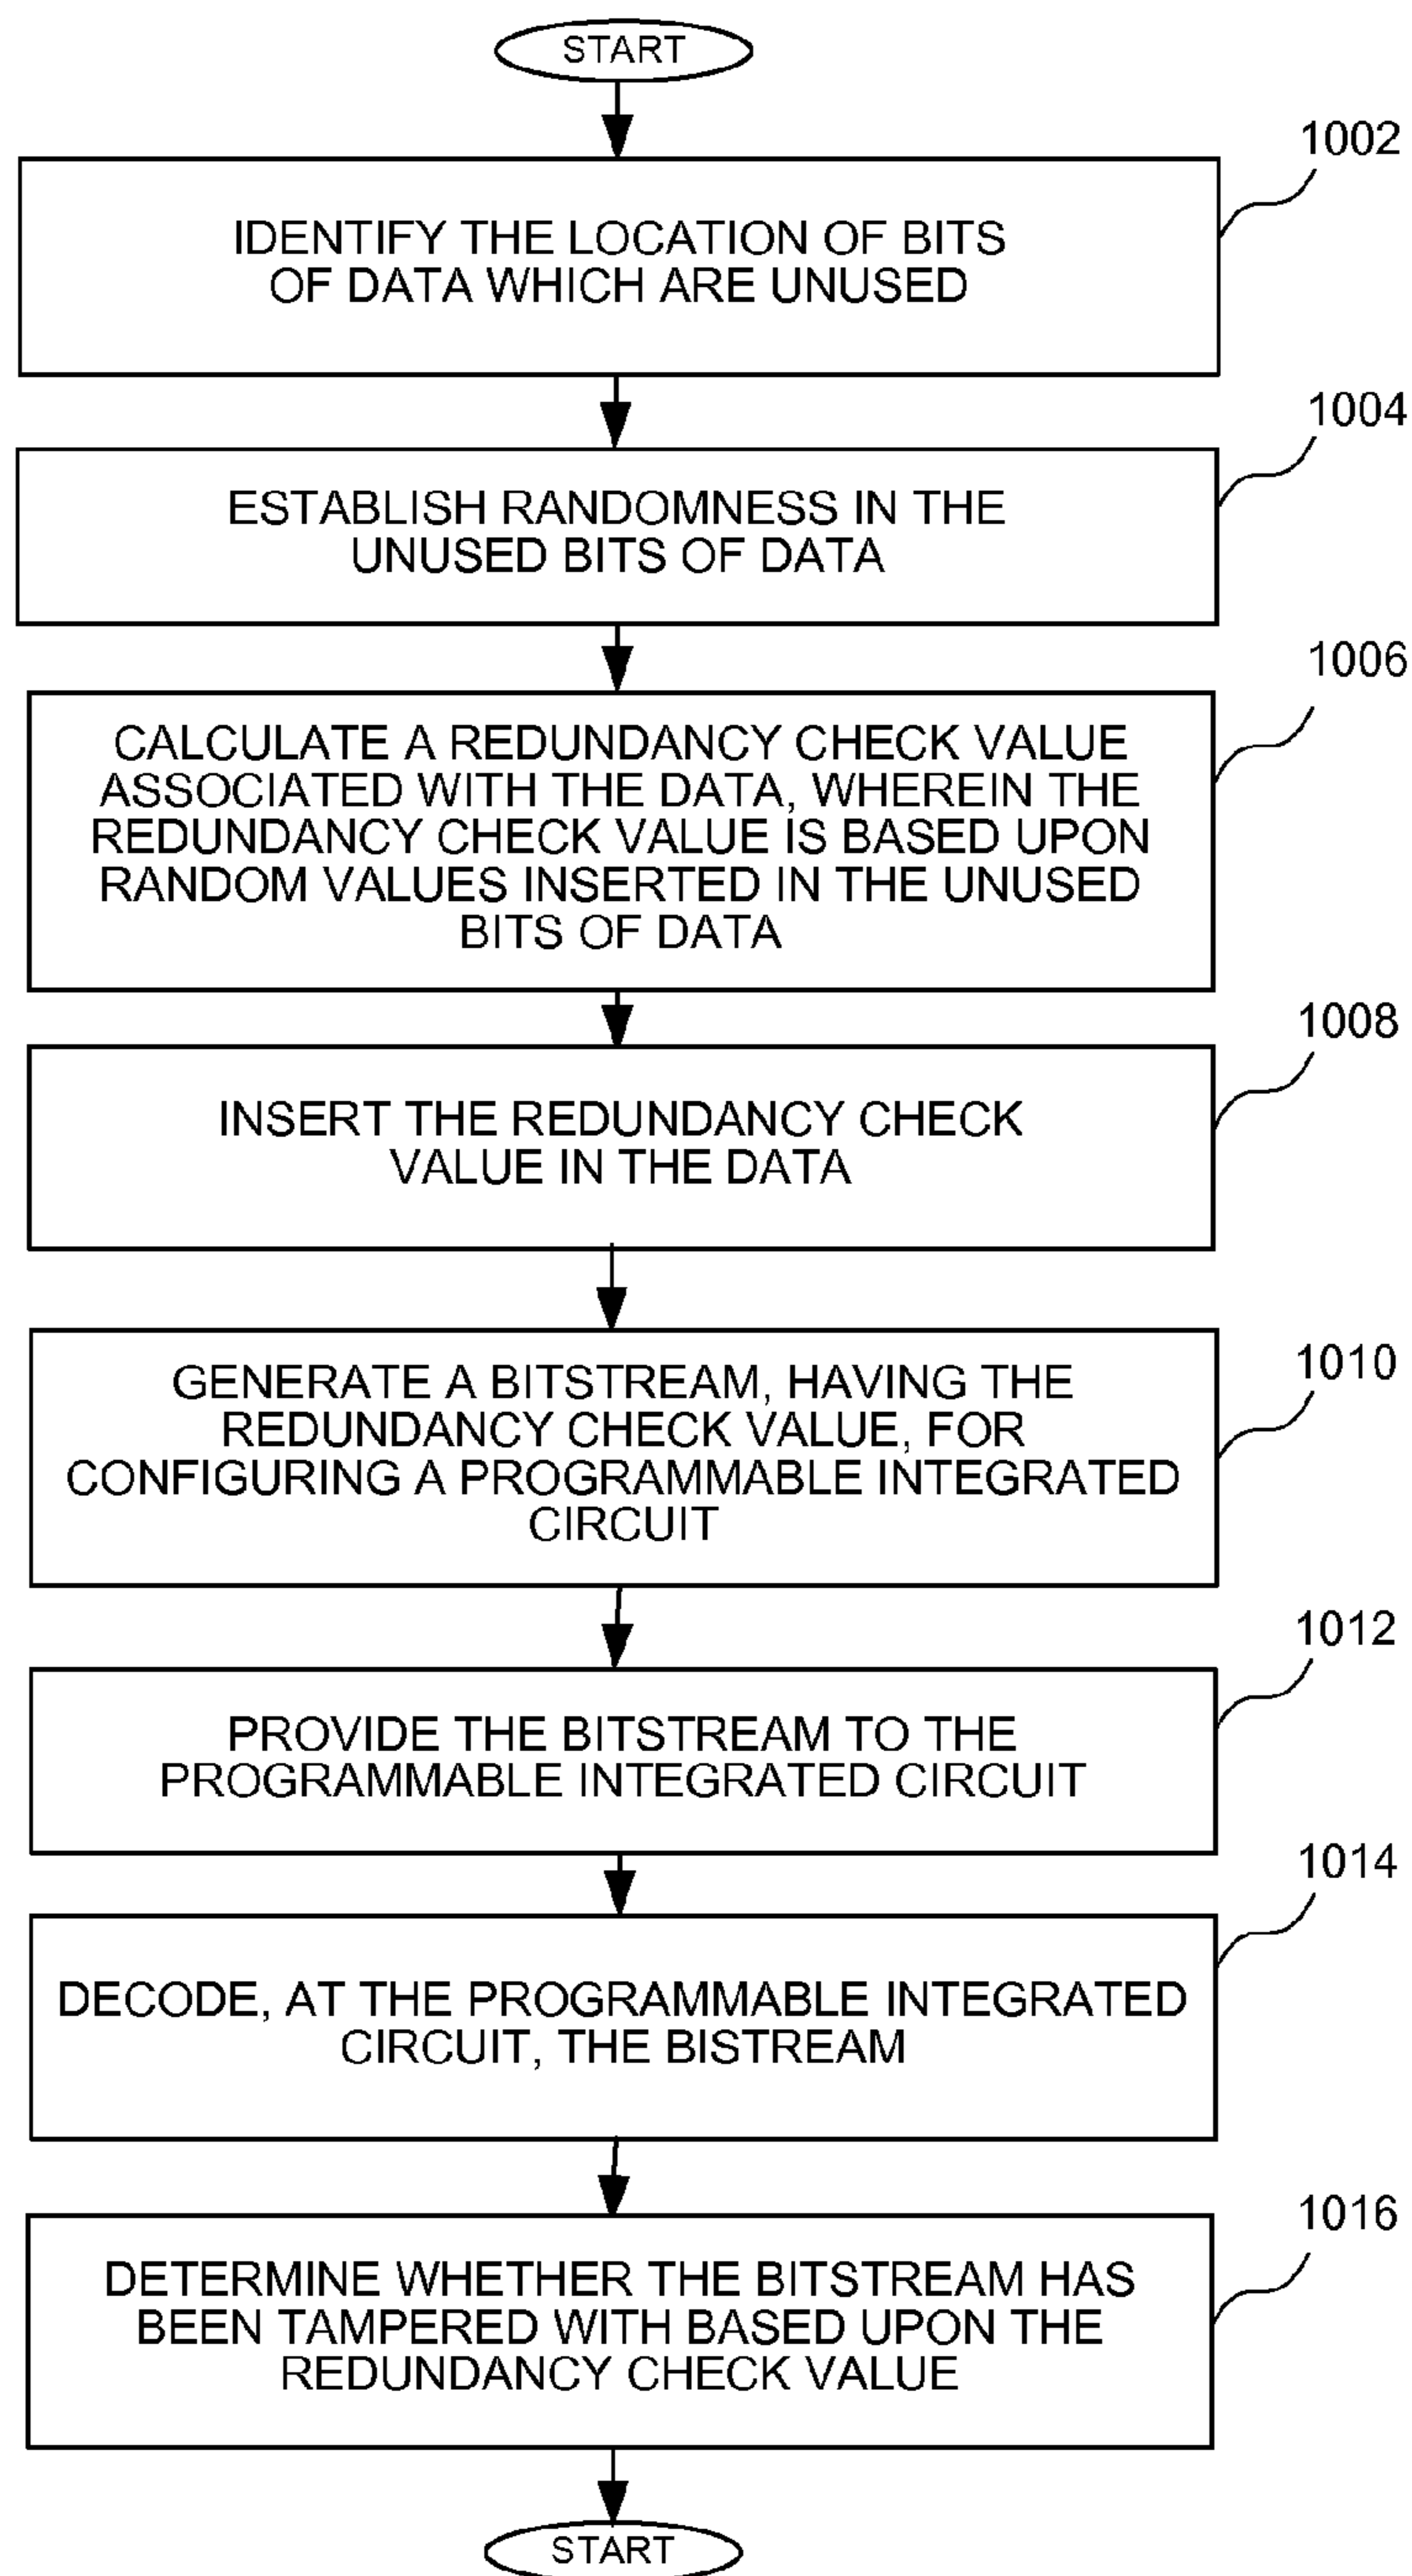 START
1002
IDENTIFY THE LOCATION OF BITS
OF DATA WHICH ARE UNUSED
1004
ESTABLISH RANDOMNESS IN THE
UNUSED BITS OF DATA
1006
CALCULATE A REDUNDANCY CHECK VALUE
ASSOCIATED WITH THE DATA, WHEREIN THE
REDUNDANCY CHECK VALUE IS BASED UPON
RANDOM VALUES INSERTED IN THE UNUSED
BITS OF DATA
1008
INSERT THE REDUNDANCY CHECK
VALUE IN THE DATA
1010
GENERATE A BITSTREAM, HAVING THE
REDUNDANCY CHECK VALUE, FOR
CONFIGURING A PROGRAMMABLE INTEGRATED
CIRCUIT
1012
PROVIDE THE BITSTREAM TO THE
PROGRAMMABLE INTEGRATED CIRCUIT
1014
DECODE, AT THE PROGRAMMABLE INTEGRATED
CIRCUIT, THE BISTREAM
1016
DETERMINE WHETHER THE BITSTREAM HAS
BEEN TAMPERED WITH BASED UPON THE
REDUNDANCY CHECK VALUE
START